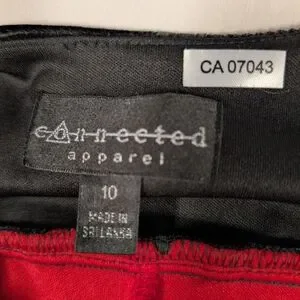 CA 07043
connected
apparel
10
MADE IN
SRI LANKA